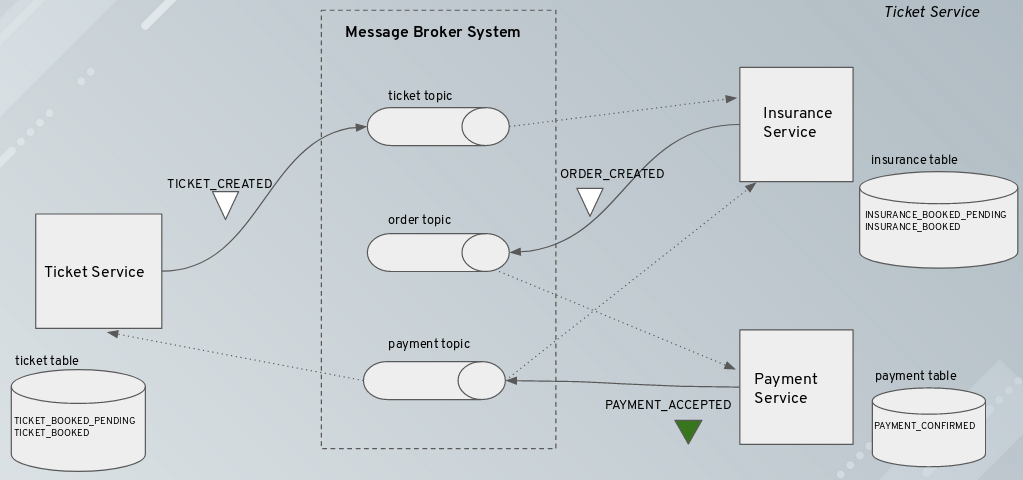 Ticket Service
Message Broker System
ticket topic
Insurance
Service
insurance table
INSURANCE_BOOKED_PENDING
INSURANCE_BOOKED
TICKET_CREATED
ORDER_CREATED
order topic
Ticket Service
payment topic
ticket table
TICKET_BOOKED_PENDING
TICKET_BOOKED
Payment
Service
PAYMENT_ACCEPTED
payment table
PAYMENT_CONFIRMED